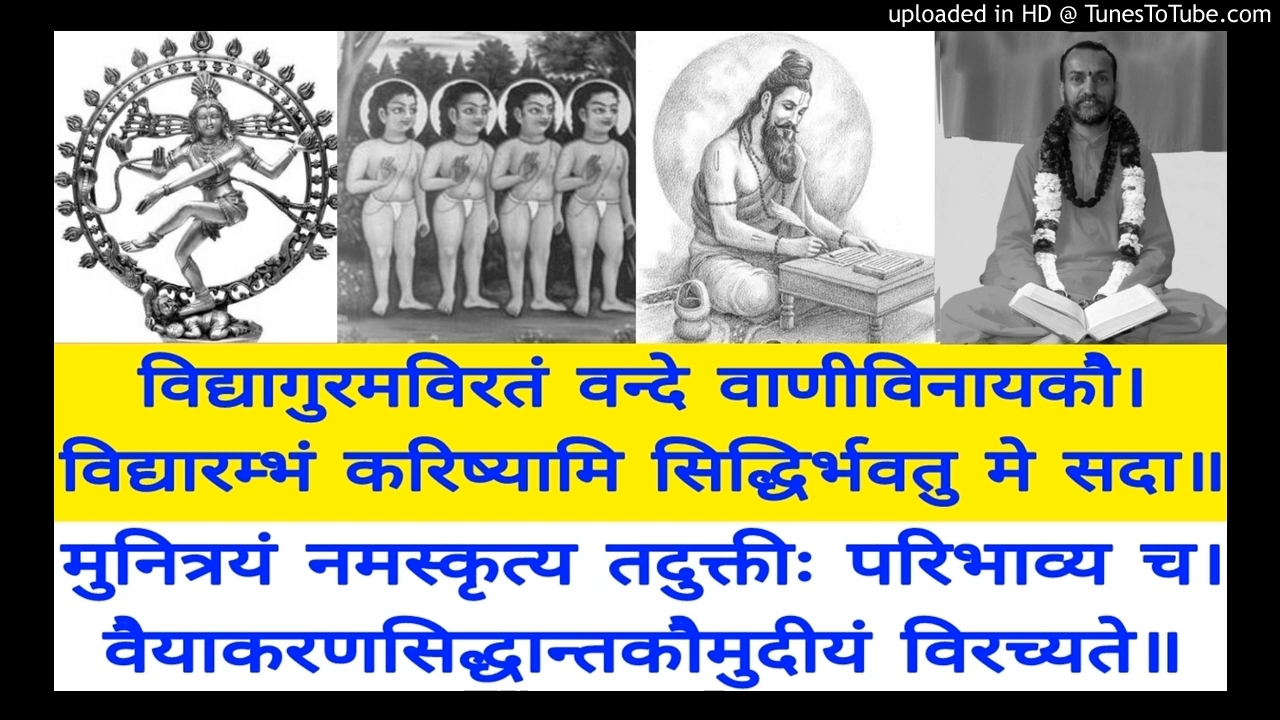 uploaded in HD @ TunesToTube.com
विद्यागुरमविरतं वन्दे वाणीविनायकौ।
विद्यारम्भं करिष्यामि सिद्धिर्भवतु मे सदा॥
मुनित्रयं नमस्कृत्य तदुक्तीः परिभाव्य च।
वैयाकरणसिद्धान्तकौमुदीयं विरच्यते॥